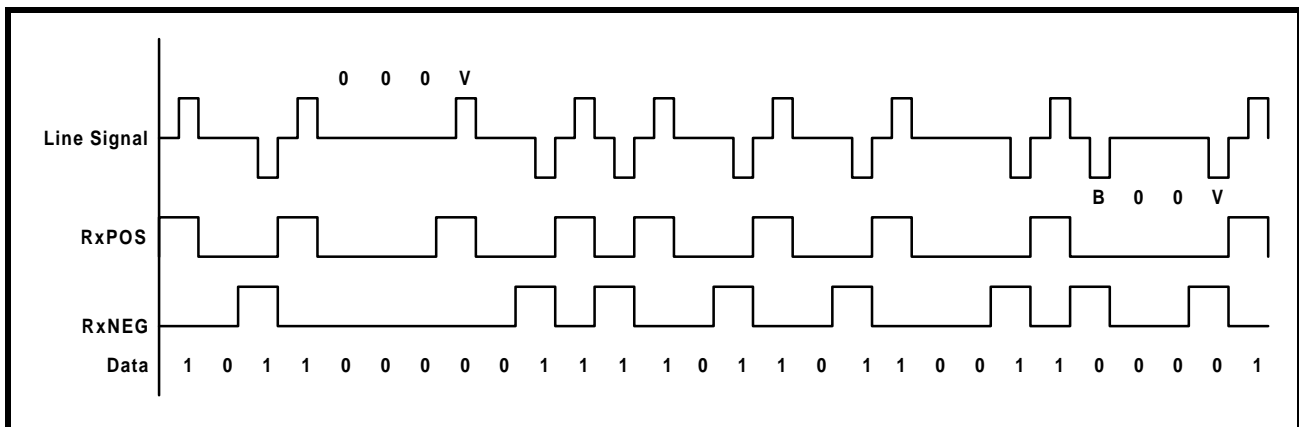 0 0 0 V
Line Signal
B 0 0 V
RxPOS
RxNEG
Data 1 0 1 1 0 0 0 0 0 1 1 1 1 0 1 1 0 1 1 0 0 1 1 0 0 0 0 1